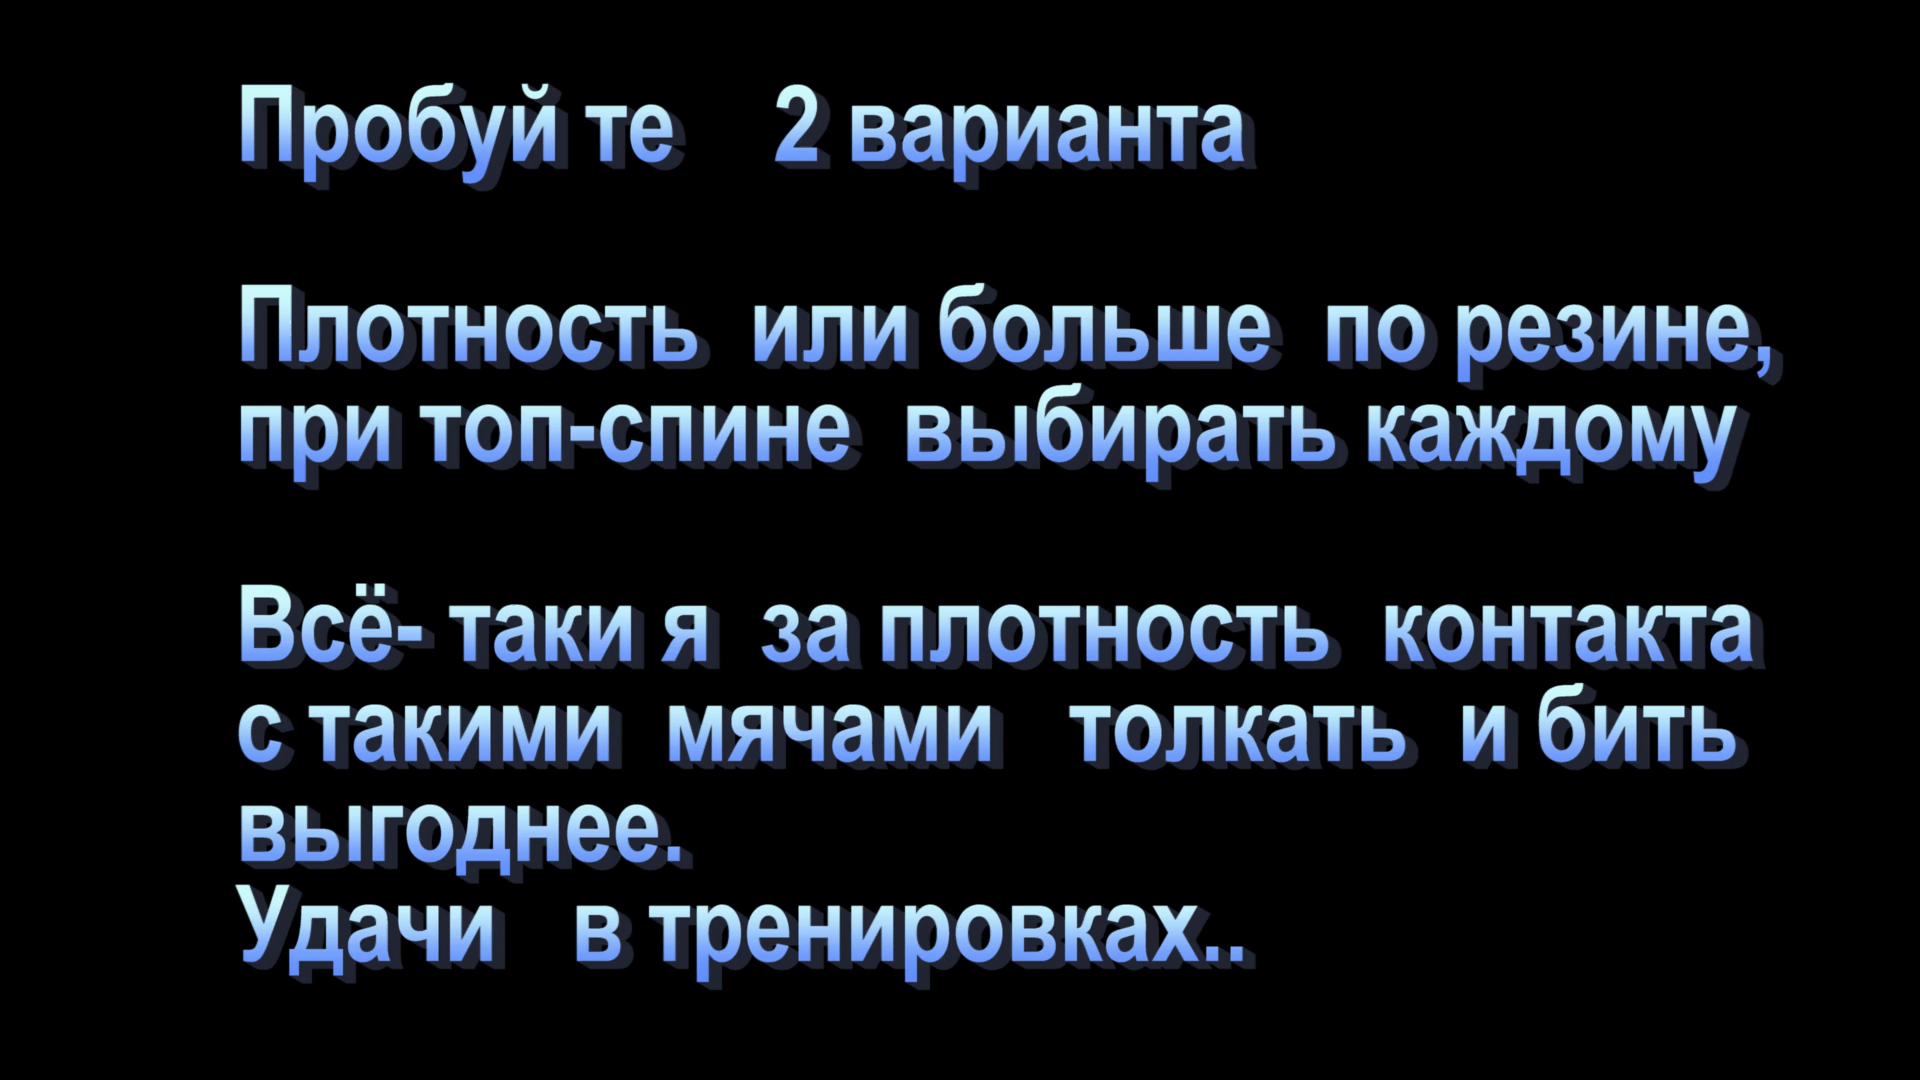 Пробуй те 2 варианта
Плотность или больше по резине,
при топ-спине выбирать каждому
Всё- таки я за плотность контакта
с такими мячами толкать и бить
выгоднее.
Удачи в тренировках..